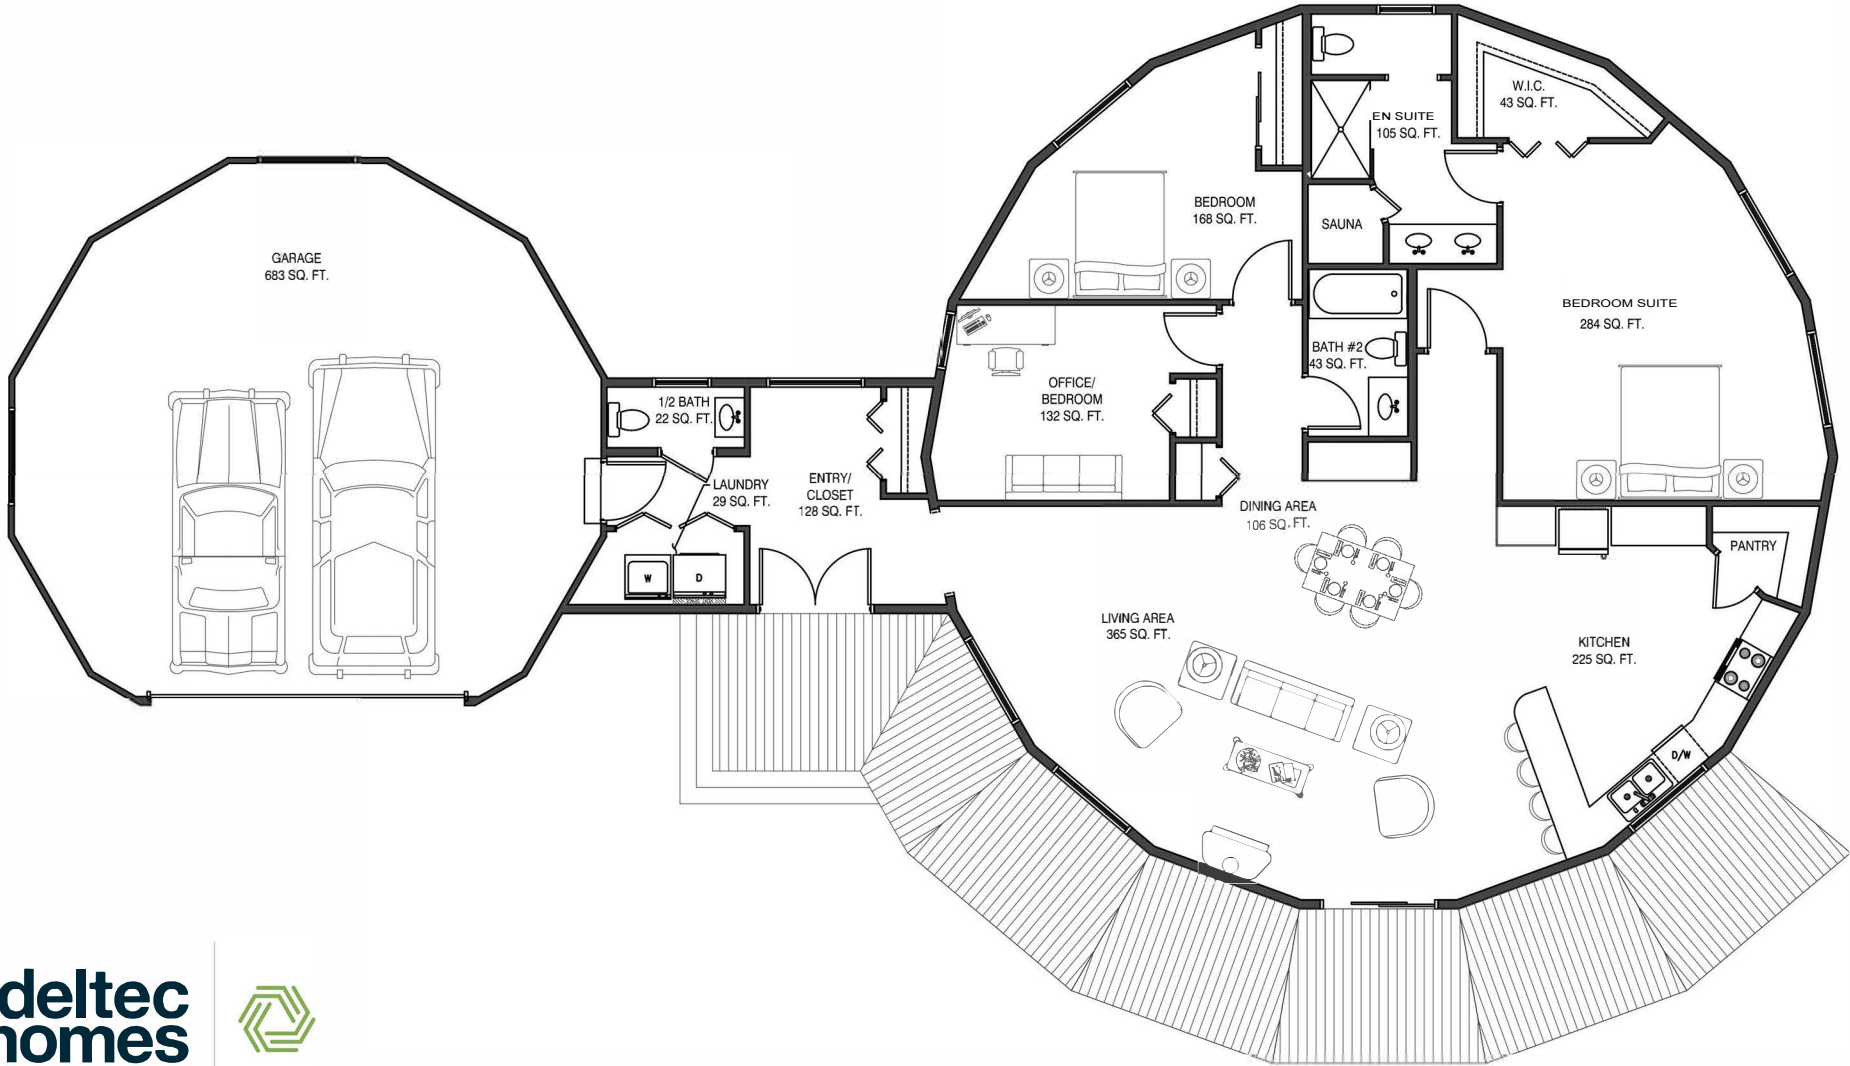 W.I.C.
43 SQ. FT.
EN SUITE
105 SQ. FT.
BEDROOM
168 SQ. FT.
SAUNA
GARAGE
683 SQ. FT.
BEDROOM SUITE
284 SQ. FT.
BATH #2
43 SQ. FT.
OFFICE/
BEDROOM
132 SQ. FT.
1/2 BATH
22 SQ. FT.
LAUNDRY
29 SQ. FT.
ENTRY/
CLOSET
128 SQ. FT.
DINING AREA
106 SQ. FT.
PANTRY
W
D
LIVING AREA
365 SQ. FT.
KITCHEN
225 SQ. FT.
D/W
deltec
homes